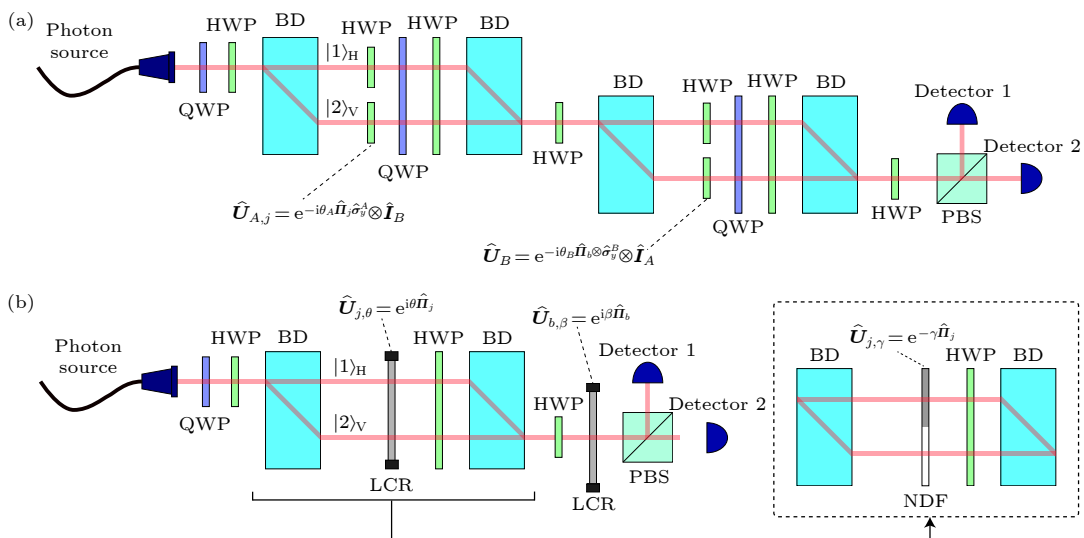 (a)
Photon
source
QWP
HWP
BD
|1⟩H
|2⟩V
HWP
QWP
HWP
BD
HWP
BD
HWP
QWP
HWP
BD
HWP
PBS
Detector 1
Detector 2
Û_{A,j} = e^{−iθ_A Π̂_j σ̂_y^A} ⊗ Î_B
Û_B = e^{−iθ_B Π̂_b ⊗ σ̂_y^B} ⊗ Î_A
(b)
Photon
source
QWP
HWP
BD
|1⟩H
|2⟩V
Û_{j,θ} = e^{iθΠ̂_j}
LCR
HWP
BD
HWP
Û_{b,β} = e^{iβΠ̂_b}
LCR
Detector 1
Detector 2
PBS
BD
Û_{j,γ} = e^{−γΠ̂_j}
NDF
HWP
BD